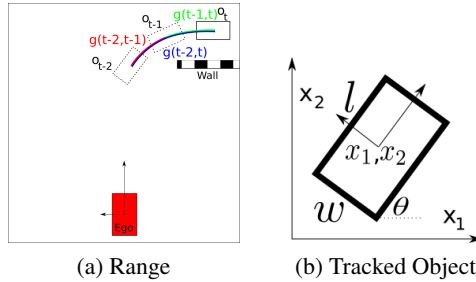 o_t
g(t-1,t)
o_{t-1}
g(t-2,t-1)
g(t-2,t)
o_{t-2}
Wall
Ego
(a) Range
x_2
l
x_1,x_2
w
θ
x_1
(b) Tracked Object